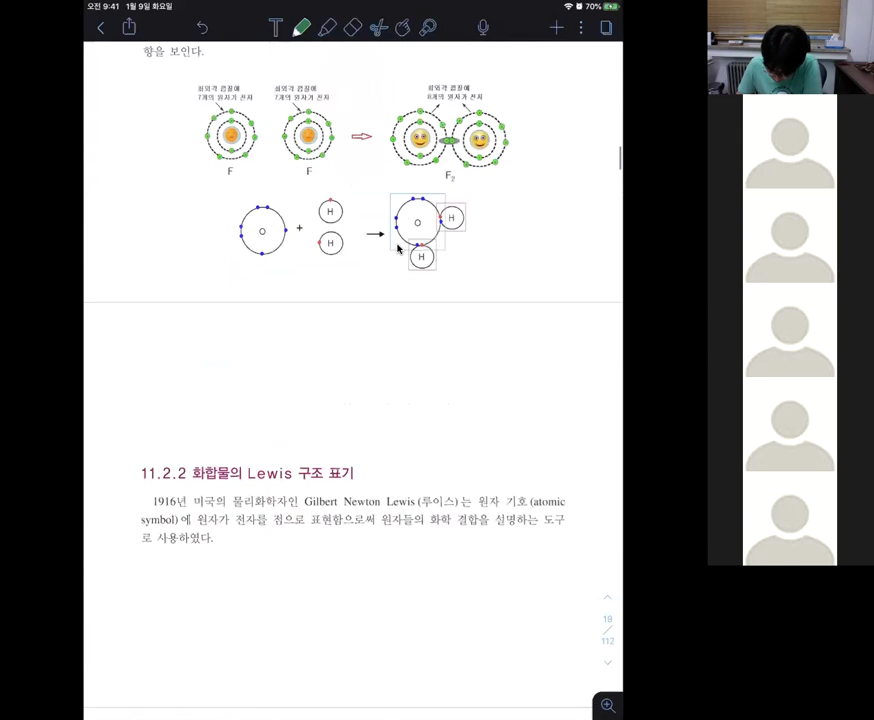 오전 9:41 1월 9일 화요일
70%
향을 보인다.
최외각 껍질에
7개의 원자가 전자
최외각 껍질에
7개의 원자가 전자
최외각 껍질에
8개의 원자가 전자
F
F
F2
O
+
H
H
O
H
H
11.2.2 화합물의 Lewis 구조 표기
1916년 미국의 물리화학자인 Gilbert Newton Lewis (루이스) 는 원자 기호 (atomic
symbol) 에 원자가 전자를 점으로 표현함으로써 원자들의 화학 결합을 설명하는 도구
로 사용하였다.
18
/
112